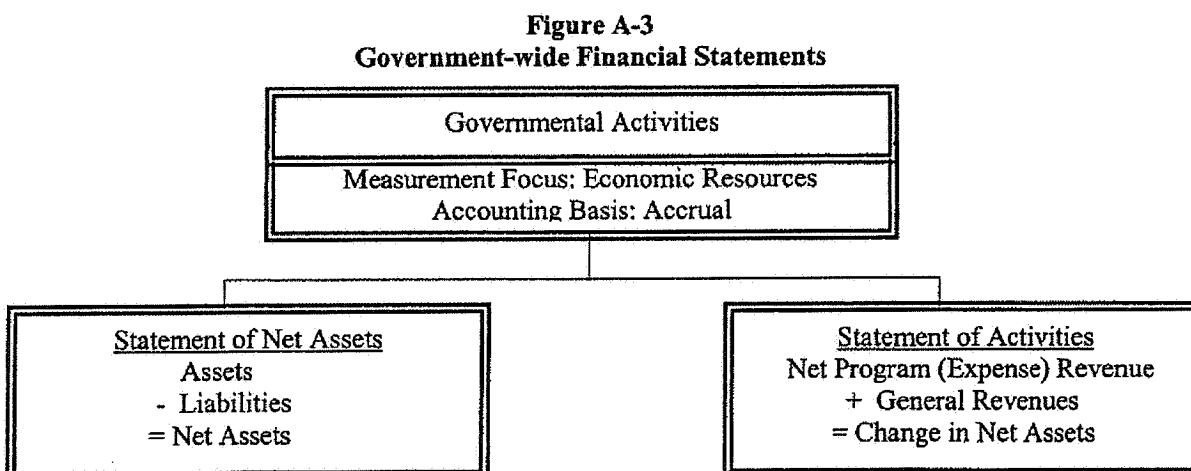 Figure A-3
Government-wide Financial Statements
Governmental Activities
Measurement Focus: Economic Resources
Accounting Basis: Accrual
Statement of Net Assets
Assets
- Liabilities
= Net Assets
Statement of Activities
Net Program (Expense) Revenue
+ General Revenues
= Change in Net Assets